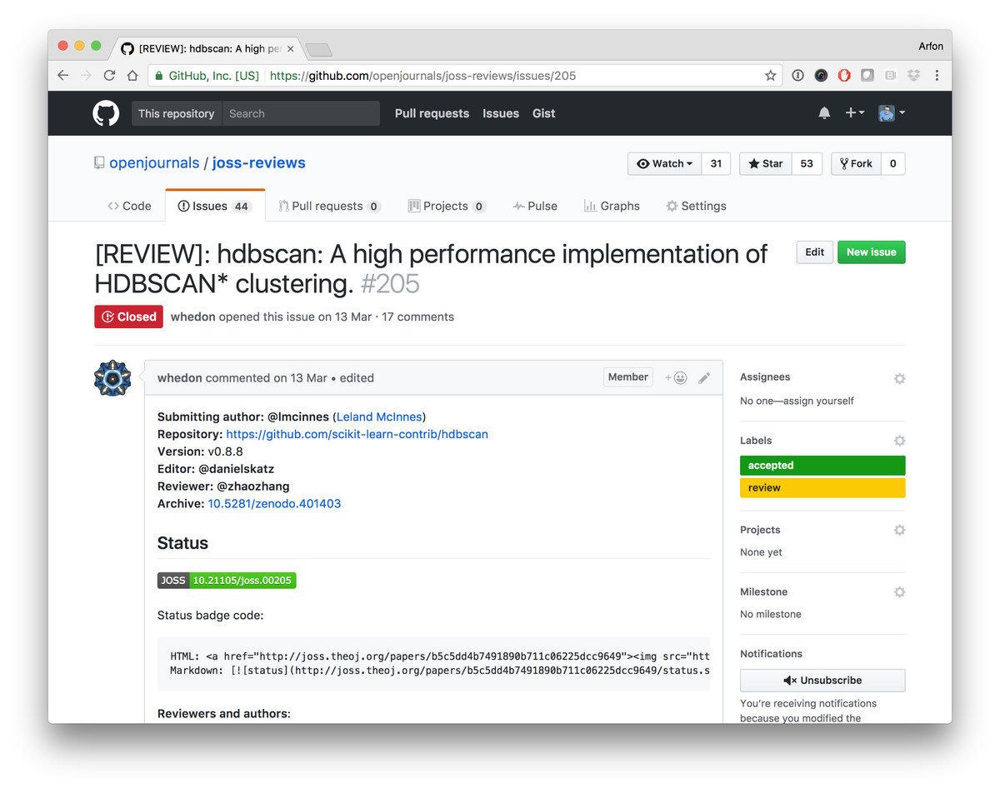 [REVIEW]: hdbscan: A high per
Arfon
GitHub, Inc. [US] https://github.com/openjournals/joss-reviews/issues/205
This repository Search Pull requests Issues Gist
openjournals / joss-reviews
Watch 31 Star 53 Fork 0
Code Issues 44 Pull requests 0 Projects 0 Pulse Graphs Settings
[REVIEW]: hdbscan: A high performance implementation of
HDBSCAN* clustering. #205
Edit New issue
Closed whedon opened this issue on 13 Mar · 17 comments
whedon commented on 13 Mar • edited
Member
Submitting author: @lmcinnes (Leland McInnes)
Repository: https://github.com/scikit-learn-contrib/hdbscan
Version: v0.8.8
Editor: @danielskatz
Reviewer: @zhaozhang
Archive: 10.5281/zenodo.401403
Status
JOSS 10.21105/joss.00205
Status badge code:
HTML: <a href="http://joss.theoj.org/papers/b5c5dd4b7491890b711c06225dcc9649"><img src="htt
Markdown: [![status](http://joss.theoj.org/papers/b5c5dd4b7491890b711c06225dcc9649/status.s
Reviewers and authors:
Assignees
No one—assign yourself
Labels
accepted
review
Projects
None yet
Milestone
No milestone
Notifications
Unsubscribe
You're receiving notifications
because you modified the